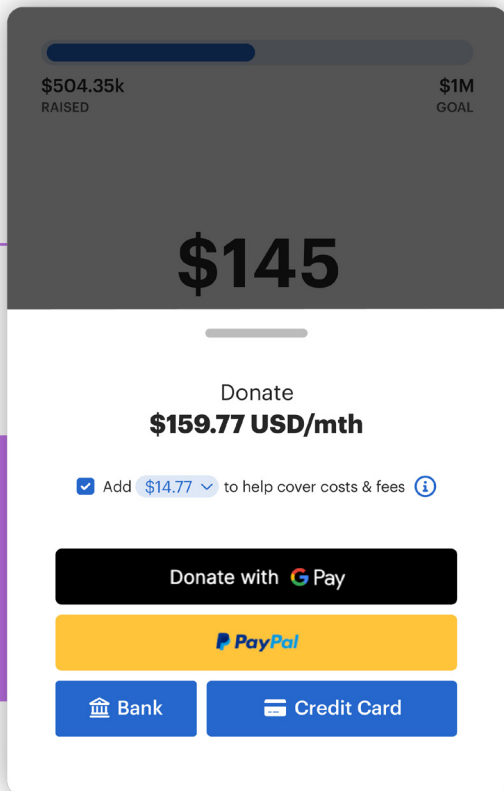 $504.35k $1M
RAISED GOAL
$145
Donate
$159.77 USD/mth
Add $14.77 to help cover costs & fees
Donate with G Pay
PayPal
Bank Credit Card